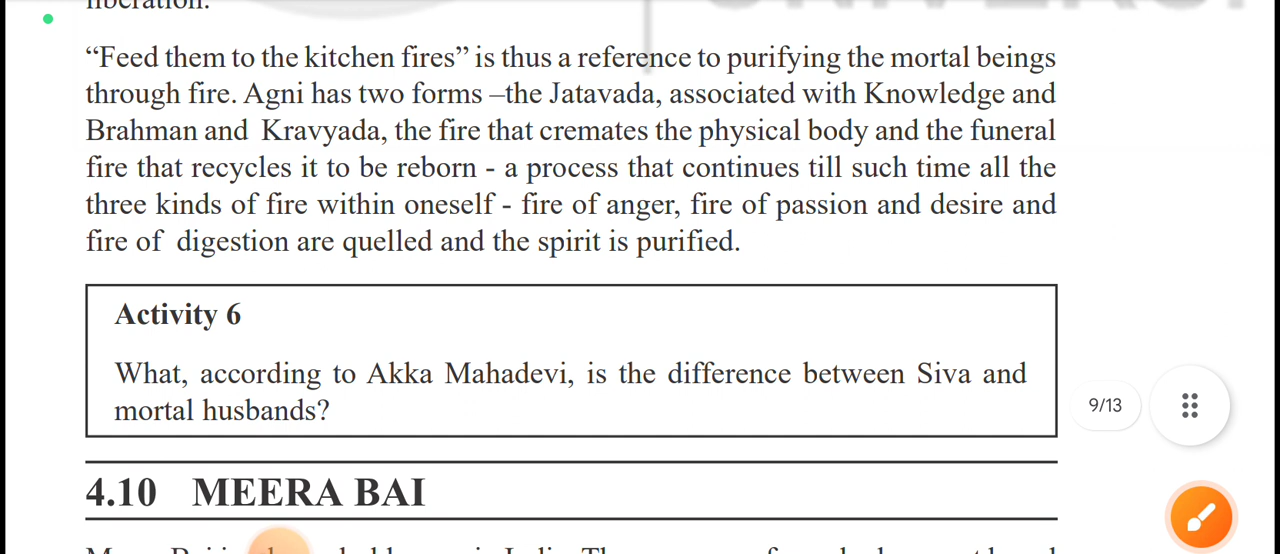 liberation.
“Feed them to the kitchen fires” is thus a reference to purifying the mortal beings
through fire. Agni has two forms –the Jatavada, associated with Knowledge and
Brahman and Kravyada, the fire that cremates the physical body and the funeral
fire that recycles it to be reborn - a process that continues till such time all the
three kinds of fire within oneself - fire of anger, fire of passion and desire and
fire of digestion are quelled and the spirit is purified.
Activity 6
What, according to Akka Mahadevi, is the difference between Siva and
mortal husbands?
9/13
4.10 MEERA BAI